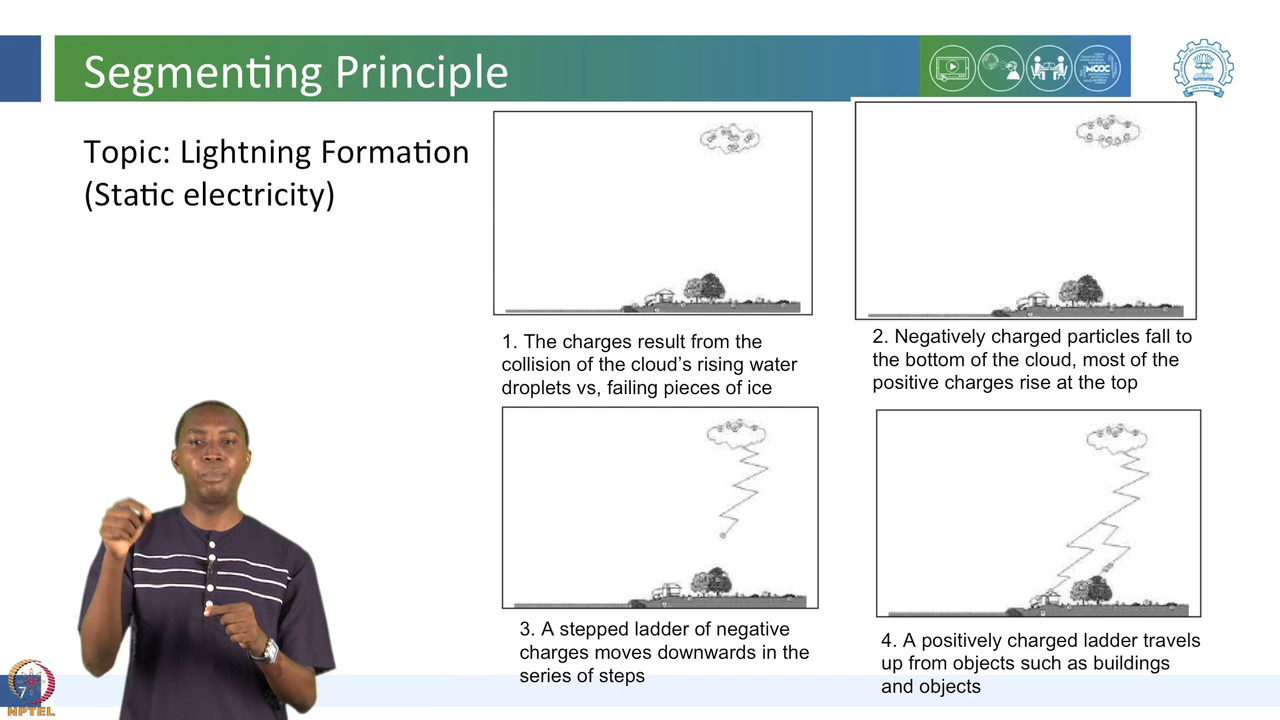 Segmenting Principle
MOOC
Topic: Lightning Formation
(Static electricity)
1. The charges result from the
collision of the cloud's rising water
droplets vs, failing pieces of ice
2. Negatively charged particles fall to
the bottom of the cloud, most of the
positive charges rise at the top
3. A stepped ladder of negative
charges moves downwards in the
series of steps
4. A positively charged ladder travels
up from objects such as buildings
and objects
7
NPTEL